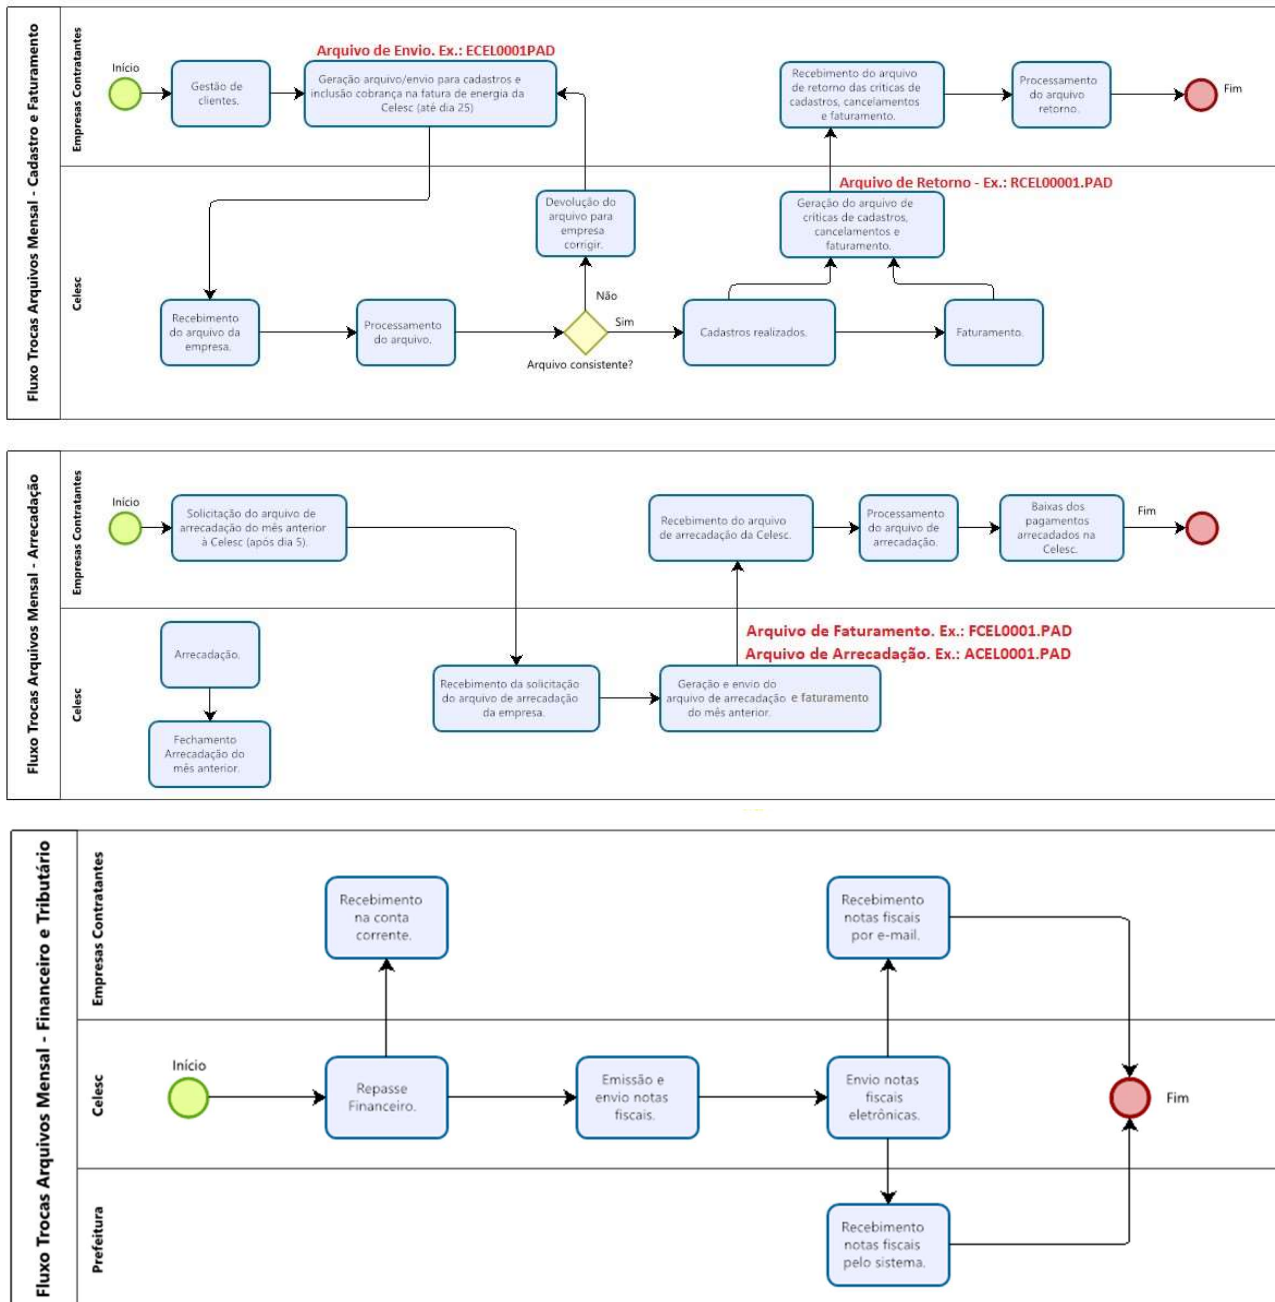 Fluxo Trocas Arquivos Mensal - Cadastro e Faturamento
Empresas Contratantes
Início
Gestão de
clientes.
Arquivo de Envio. Ex.: ECEL0001PAD
Geração arquivo/envio para cadastros e
inclusão cobrança na fatura de energia da
Celesc (até dia 25)
Recebimento do arquivo
de retorno das críticas de
cadastros, cancelamentos
e faturamento.
Processamento
do arquivo
retorno.
Fim
Celesc
Recebimento
do arquivo da
empresa.
Processamento
do arquivo.
Devolução do
arquivo para
empresa
corrigir.
Não
Sim
Arquivo consistente?
Arquivo de Retorno - Ex.: RCEL00001.PAD
Geração do arquivo de
críticas de cadastros,
cancelamentos e
faturamento.
Cadastros realizados.
Faturamento.
Fluxo Trocas Arquivos Mensal - Arrecadação
Empresas Contratantes
Início
Solicitação do arquivo de
arrecadação do mês anterior
à Celesc (após dia 5).
Recebimento do arquivo
de arrecadação da Celesc.
Processamento
do arquivo de
arrecadação.
Baixas dos
pagamentos
arrecadados na
Celesc.
Fim
Celesc
Arrecadação.
Fechamento
Arrecadação do
mês anterior.
Recebimento da solicitação
do arquivo de arrecadação
da empresa.
Arquivo de Faturamento. Ex.: FCEL0001.PAD
Arquivo de Arrecadação. Ex.: ACEL0001.PAD
Geração e envio do
arquivo de arrecadação e faturamento
do mês anterior.
Fluxo Trocas Arquivos Mensal - Financeiro e Tributário
Empresas Contratantes
Recebimento
na conta
corrente.
Recebimento
notas fiscais
por e-mail.
Celesc
Início
Repasse
Financeiro.
Emissão e
envio notas
fiscais.
Envio notas
fiscais
eletrônicas.
Fim
Prefeitura
Recebimento
notas fiscais
pelo sistema.